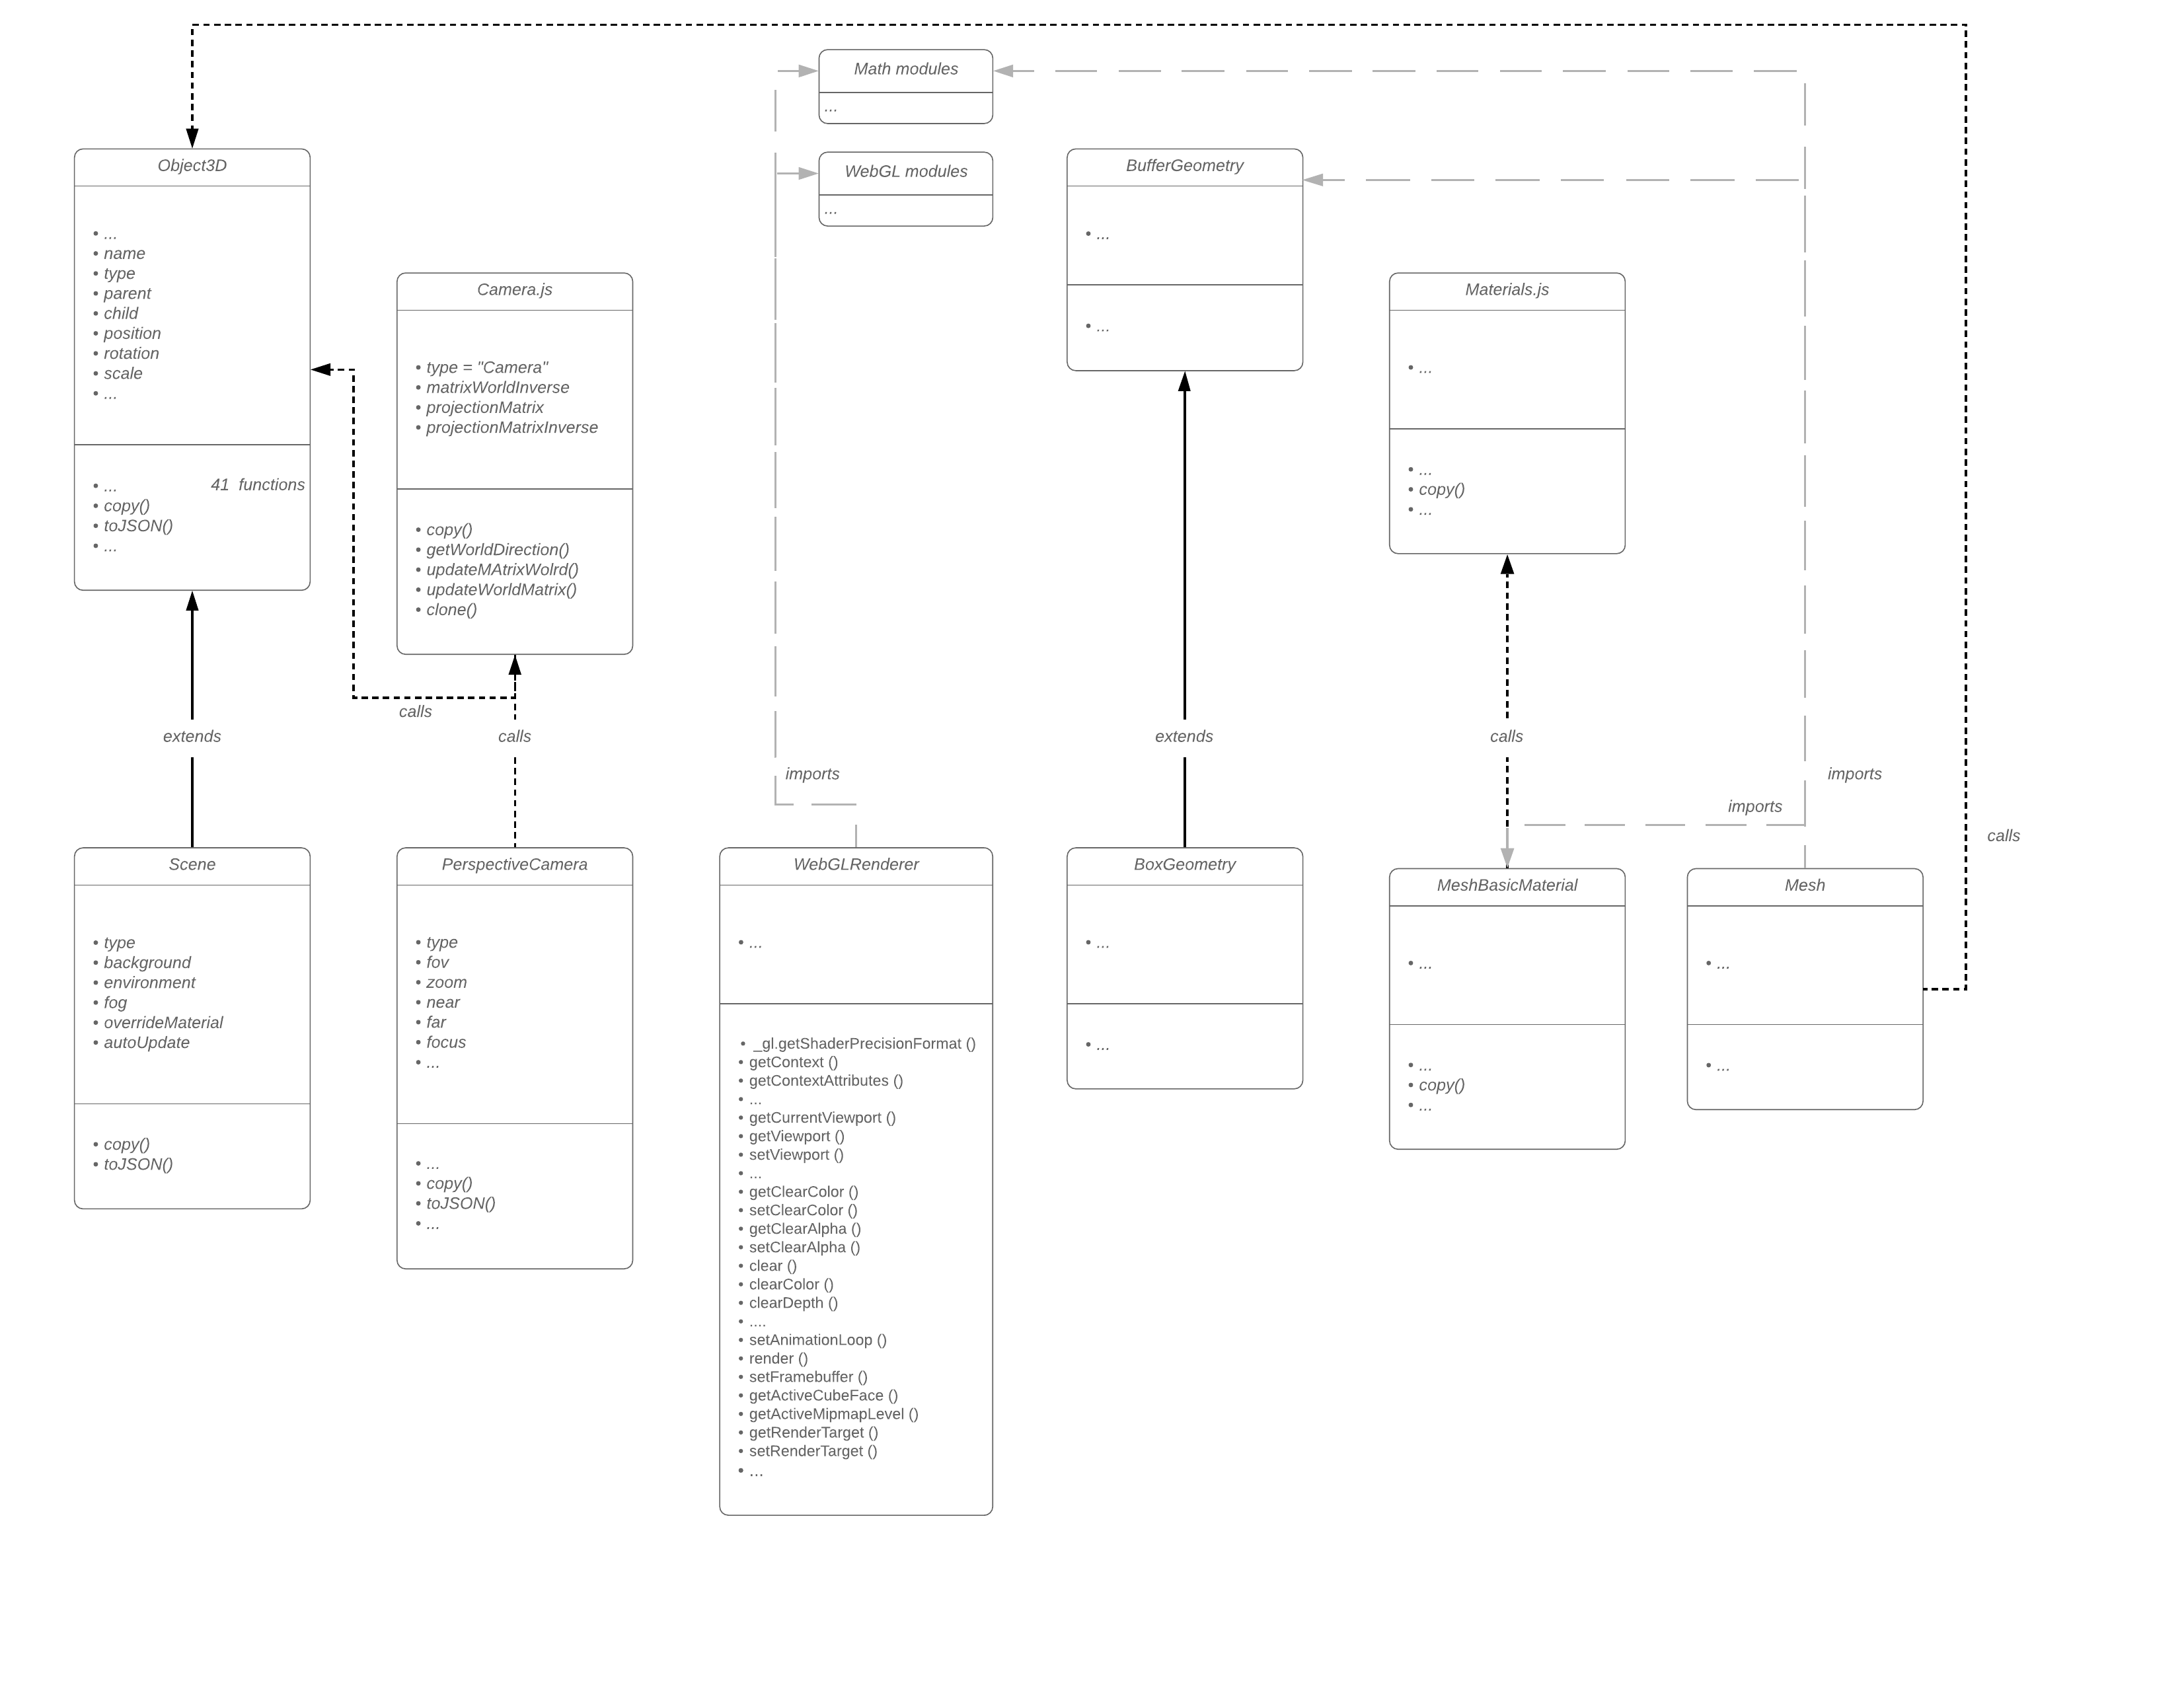 Math modules
...
WebGL modules
...
Object3D
• ...
• name
• type
• parent
• child
• position
• rotation
• scale
• ...
• ...
41 functions
• copy()
• toJSON()
• ...
Camera.js
• type = "Camera"
• matrixWorldInverse
• projectionMatrix
• projectionMatrixInverse
• copy()
• getWorldDirection()
• updateMAtrixWolrd()
• updateWorldMatrix()
• clone()
BufferGeometry
• ...
• ...
Materials.js
• ...
• ...
• copy()
• ...
calls
extends
calls
extends
calls
imports
imports
imports
calls
Scene
• type
• background
• environment
• fog
• overrideMaterial
• autoUpdate
• copy()
• toJSON()
PerspectiveCamera
• type
• fov
• zoom
• near
• far
• focus
• ...
• ...
• copy()
• toJSON()
• ...
WebGLRenderer
• ...
• _gl.getShaderPrecisionFormat ()
• getContext ()
• getContextAttributes ()
• ...
• getCurrentViewport ()
• getViewport ()
• setViewport ()
• ...
• getClearColor ()
• setClearColor ()
• getClearAlpha ()
• setClearAlpha ()
• clear ()
• clearColor ()
• clearDepth ()
• ....
• setAnimationLoop ()
• render ()
• setFramebuffer ()
• getActiveCubeFace ()
• getActiveMipmapLevel ()
• getRenderTarget ()
• setRenderTarget ()
• ...
BoxGeometry
• ...
• ...
MeshBasicMaterial
• ...
• ...
• copy()
• ...
Mesh
• ...
• ...